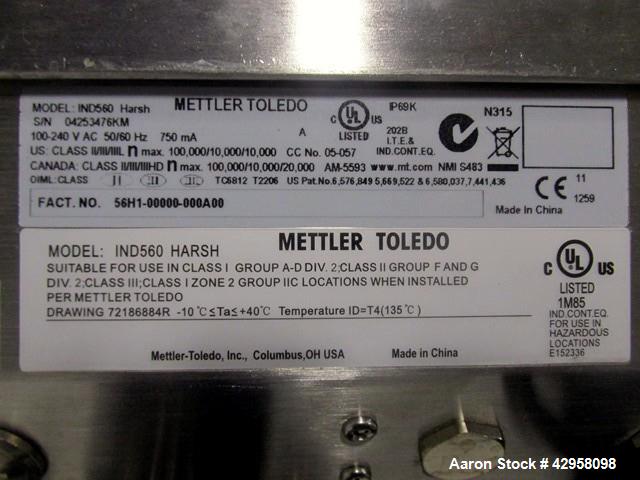 MODEL: IND560 Harsh METTLER TOLEDO
S/N 04253476KM
100-240 V AC 50/60 Hz 750 mA A
C UL US LISTED
IP69K
202B
I.T.E.&
IND.CONT.EQ.
N315
US: CLASS II/III/IIIL n max. 100,000/10,000/10,000 CC No. 05-057
CANADA: CLASS II/III/IIIHD n max. 100,000/10,000/20,000 AM-5593 www.mt.com NMI S483
OIML:CLASS II III IIII TC6812 T2206 US Pat.No.6,576,849 5,669,522 & 6,580,037,7,441,436
CE 11
1259
FACT. NO. 56H1-00000-000A00
Made In China
MODEL: IND560 HARSH METTLER TOLEDO
SUITABLE FOR USE IN CLASS I GROUP A-D DIV. 2;CLASS II GROUP F AND G
DIV. 2;CLASS III;CLASS I ZONE 2 GROUP IIC LOCATIONS WHEN INSTALLED
PER METTLER TOLEDO
DRAWING 72186884R -10℃≤Ta≤+40℃ Temperature ID=T4(135℃)
Mettler-Toledo, Inc., Columbus,OH USA Made in China
C UL US
LISTED
1M85
IND.CONT.EQ.
FOR USE IN
HAZARDOUS
LOCATIONS
E152336
Aaron Stock # 42958098